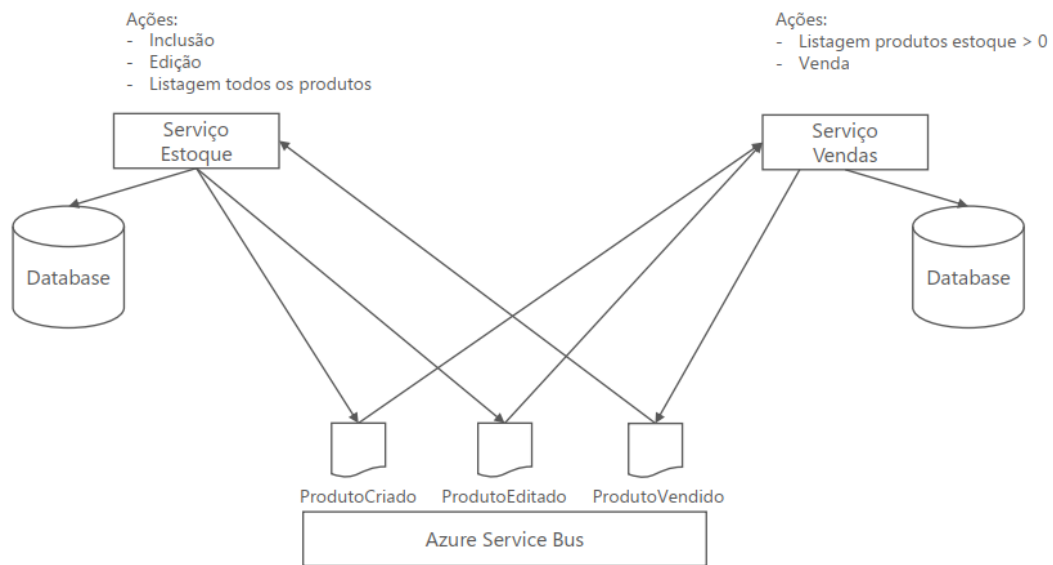 Ações:
- Inclusão
- Edição
- Listagem todos os produtos
Ações:
- Listagem produtos estoque > 0
- Venda
Serviço
Estoque
Serviço
Vendas
Database
Database
ProdutoCriado
ProdutoEditado
ProdutoVendido
Azure Service Bus